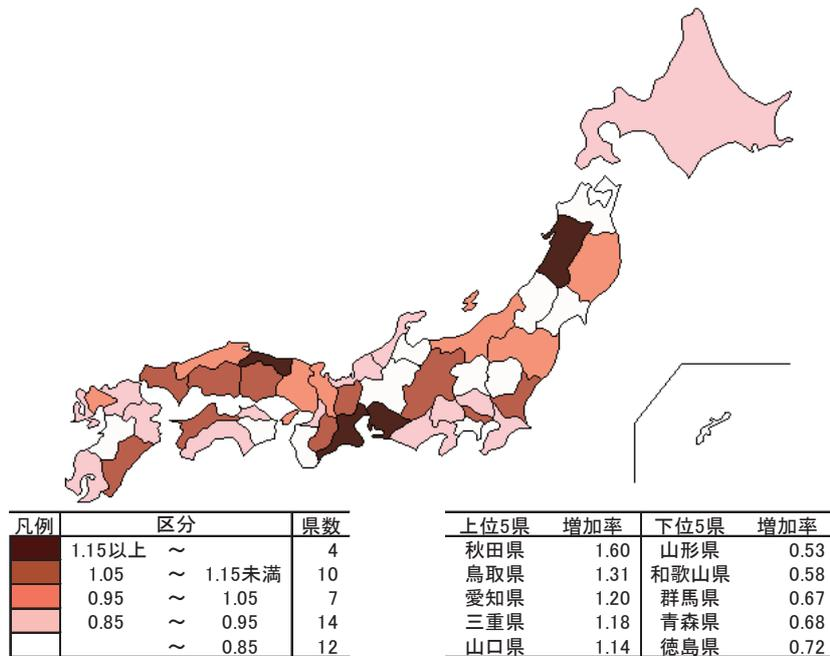 凡例 区分 県数
1.15以上 ～ 4
1.05 ～ 1.15未満 10
0.95 ～ 1.05 7
0.85 ～ 0.95 14
～ 0.85 12
上位5県 増加率 下位5県 増加率
秋田県 1.60 山形県 0.53
鳥取県 1.31 和歌山県 0.58
愛知県 1.20 群馬県 0.67
三重県 1.18 青森県 0.68
山口県 1.14 徳島県 0.72